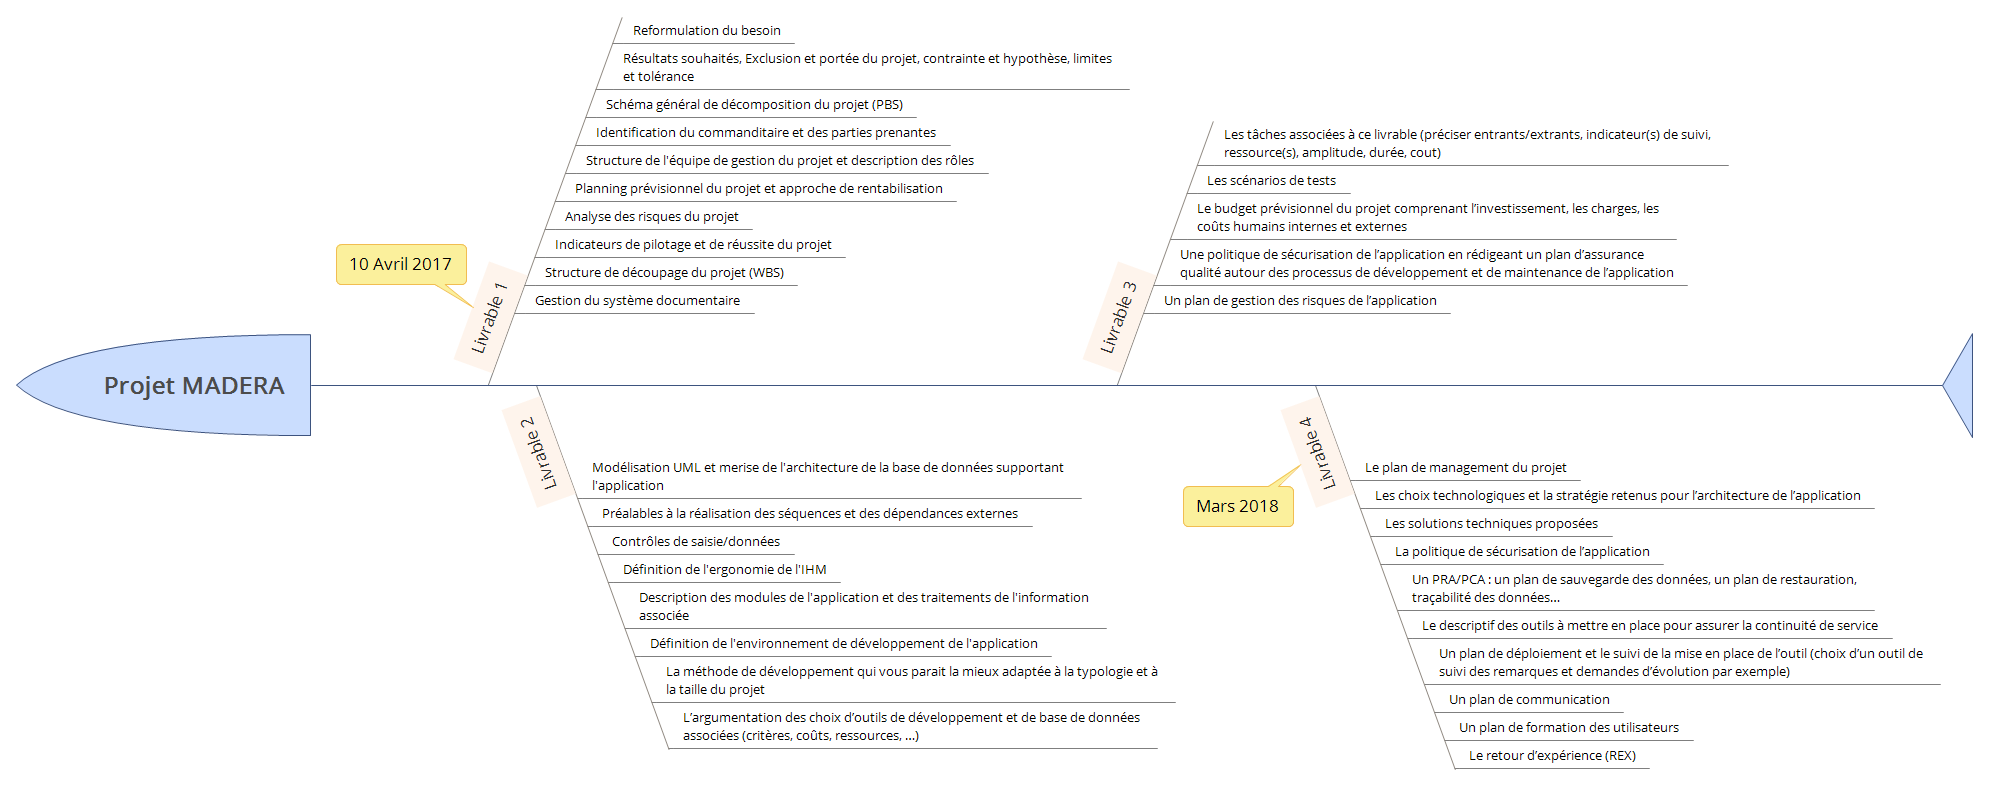 Projet MADERA
10 Avril 2017
Livrable 1
Reformulation du besoin
Résultats souhaités, Exclusion et portée du projet, contrainte et hypothèse, limites
et tolérance
Schéma général de décomposition du projet (PBS)
Identification du commanditaire et des parties prenantes
Structure de l'équipe de gestion du projet et description des rôles
Planning prévisionnel du projet et approche de rentabilisation
Analyse des risques du projet
Indicateurs de pilotage et de réussite du projet
Structure de découpage du projet (WBS)
Gestion du système documentaire
Livrable 2
Modélisation UML et merise de l'architecture de la base de données supportant
l'application
Préalables à la réalisation des séquences et des dépendances externes
Contrôles de saisie/données
Définition de l'ergonomie de l'IHM
Description des modules de l'application et des traitements de l'information
associée
Définition de l'environnement de développement de l'application
La méthode de développement qui vous parait la mieux adaptée à la typologie et à
la taille du projet
L’argumentation des choix d’outils de développement et de base de données
associées (critères, coûts, ressources, …)
Livrable 3
Les tâches associées à ce livrable (préciser entrants/extrants, indicateur(s) de suivi,
ressource(s), amplitude, durée, cout)
Les scénarios de tests
Le budget prévisionnel du projet comprenant l’investissement, les charges, les
coûts humains internes et externes
Une politique de sécurisation de l’application en rédigeant un plan d’assurance
qualité autour des processus de développement et de maintenance de l’application
Un plan de gestion des risques de l’application
Livrable 4
Mars 2018
Le plan de management du projet
Les choix technologiques et la stratégie retenus pour l’architecture de l’application
Les solutions techniques proposées
La politique de sécurisation de l’application
Un PRA/PCA : un plan de sauvegarde des données, un plan de restauration,
traçabilité des données…
Le descriptif des outils à mettre en place pour assurer la continuité de service
Un plan de déploiement et le suivi de la mise en place de l’outil (choix d’un outil de
suivi des remarques et demandes d’évolution par exemple)
Un plan de communication
Un plan de formation des utilisateurs
Le retour d’expérience (REX)